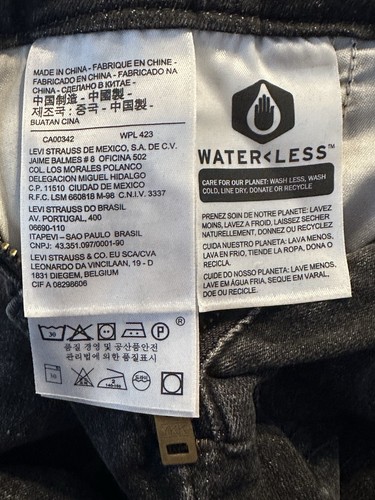 MADE IN CHINA - FABRIQUE EN CHINE -
FABRICADO EN CHINA - FABRICADO NA
CHINA - СДЕЛАНО В КИТАЕ -
中国制造 - 中國製 -
제조국 : 중국 - 中国製 -
BUATAN CINA
CA00342 WPL 423
LEVI STRAUSS DE MEXICO, S.A. DE C.V.
JAIME BALMES # 8 OFICINA 502
COL. LOS MORALES POLANCO
DELEGACION MIGUEL HIDALGO
C.P. 11510 CIUDAD DE MEXICO
R.F.C. LSM 660818 M-98 C.N.I.V. 3337
LEVI STRAUSS DO BRASIL
AV. PORTUGAL, 400
06690-110
ITAPEVI – SAO PAULO BRASIL
CNPJ: 43.351.097/0001-90
LEVI STRAUSS & CO. EU SCA/CVA
LEONARDO DA VINCILAAN, 19 - D
1831 DIEGEM, BELGIUM
CIF A 08298606
30
P
®
품질 경영 및 공산품안전
관리법에 의한 품질표시
WATER<LESS™
CARE FOR OUR PLANET: WASH LESS, WASH
COLD, LINE DRY, DONATE OR RECYCLE
PRENEZ SOIN DE NOTRE PLANETE: LAVEZ
MOINS, LAVEZ A FROID, LAISSEZ SECHER
NATURELLEMENT, DONNEZ OU RECYCLEZ
CUIDA NUESTRO PLANETA: LAVA MENOS,
LAVA EN FRIO, TIENDE LA ROPA, DONA O
RECICLA.
CUIDE DO NOSSO PLANETA: LAVE MENOS,
LAVE EM ÁGUA FRIA, SEQUE EM VARAL,
DOE OU RECICLE.